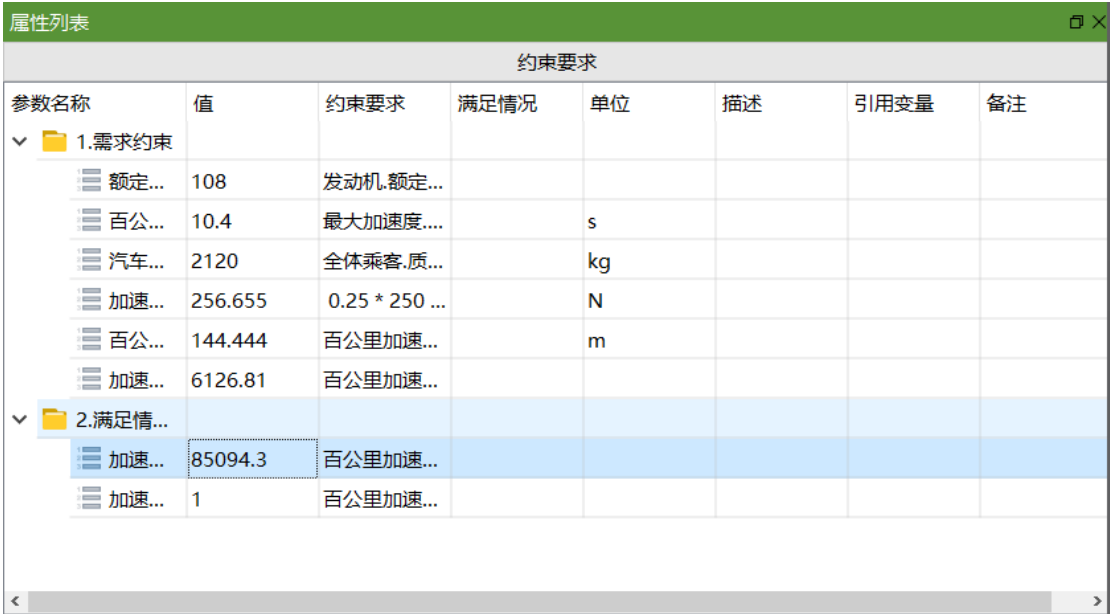 属性列表
约束要求
参数名称 值 约束要求 满足情况 单位 描述 引用变量 备注
1.需求约束
额定... 108 发动机.额定...
百公... 10.4 最大加速度.... s
汽车... 2120 全体乘客.质... kg
加速... 256.655 0.25 * 250 ... N
百公... 144.444 百公里加速... m
加速... 6126.81 百公里加速...
2.满足情...
加速... 85094.3 百公里加速...
加速... 1 百公里加速...